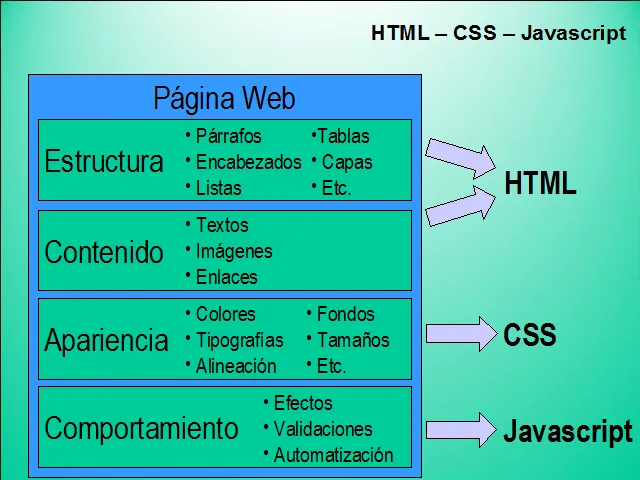 HTML – CSS – Javascript
Página Web
Estructura
• Párrafos •Tablas
• Encabezados • Capas
• Listas • Etc.
HTML
Contenido
• Textos
• Imágenes
• Enlaces
Apariencia
• Colores • Fondos
• Tipografías • Tamaños
• Alineación • Etc.
CSS
Comportamiento
• Efectos
• Validaciones
• Automatización
Javascript